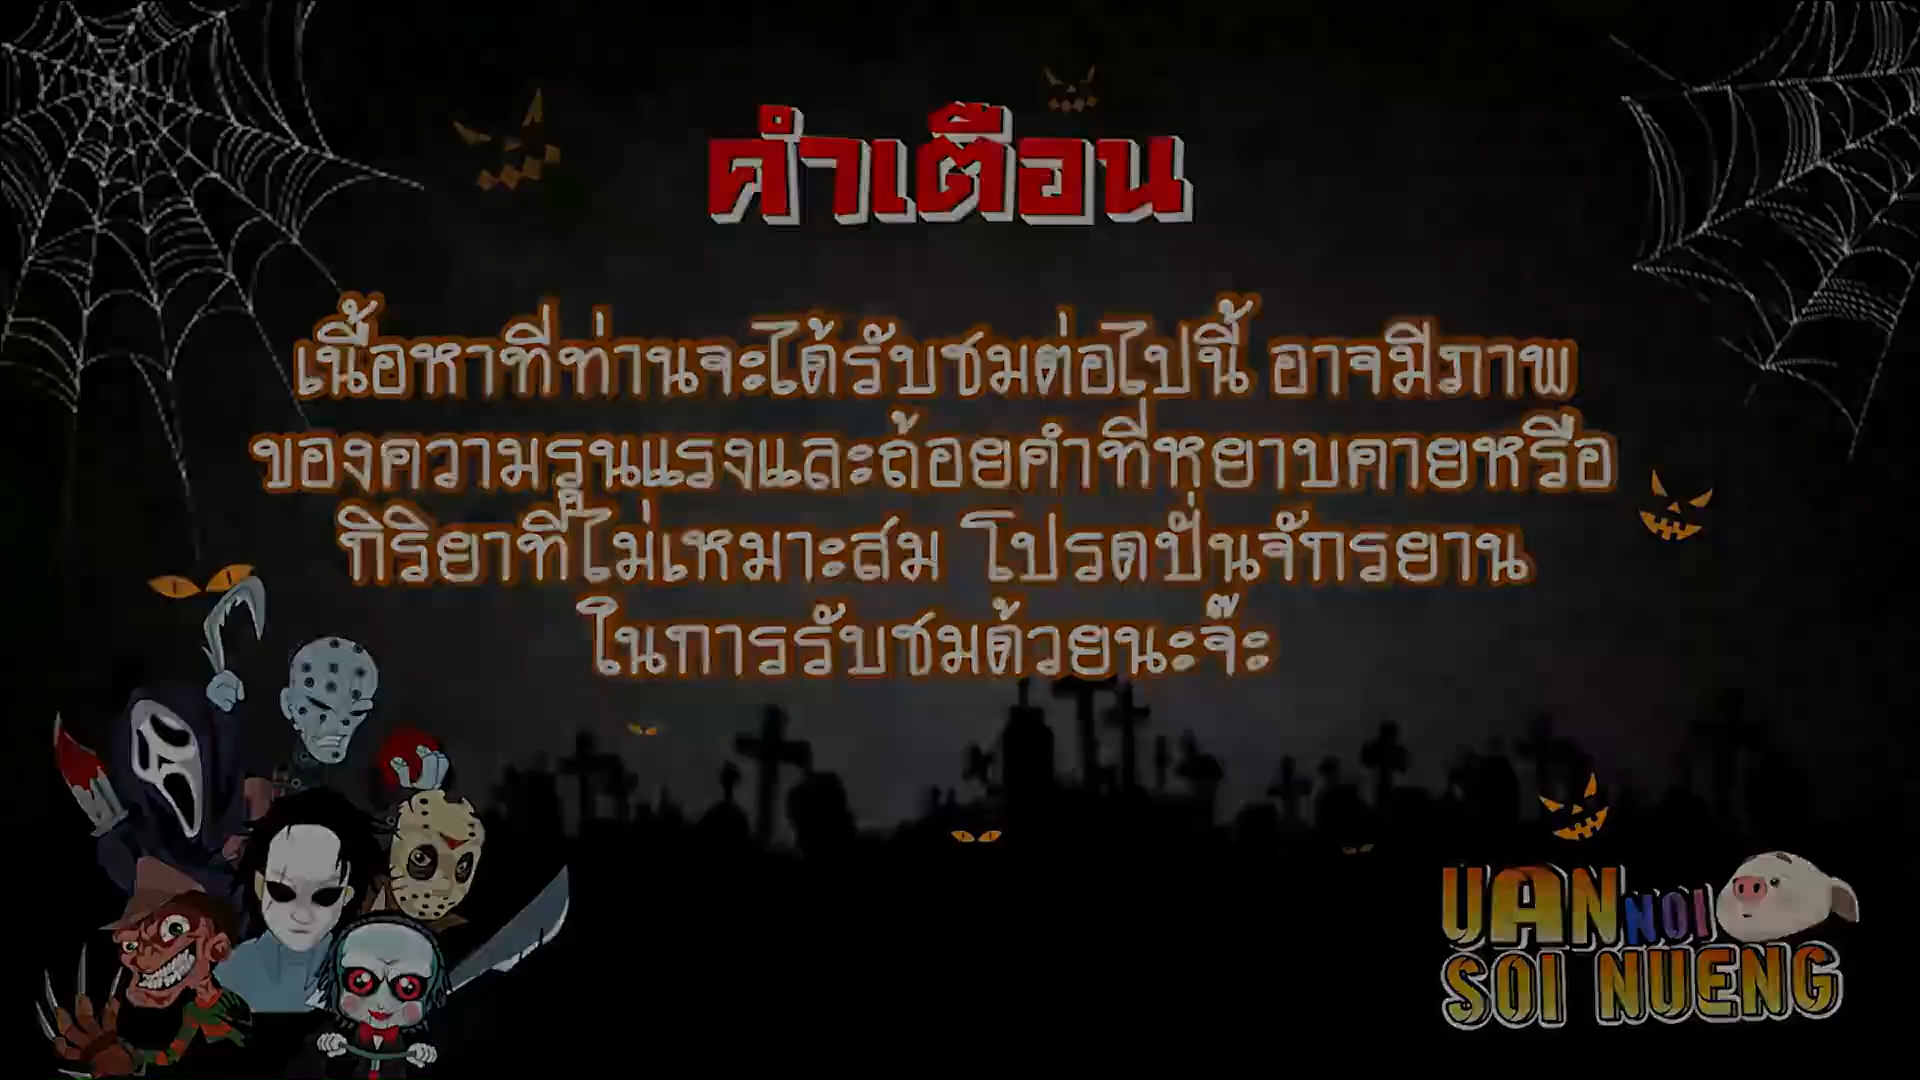 คำเตือน
เนื้อหาที่ท่านจะได้รับชมต่อไปนี้ อาจมีภาพ
ของความรุนแรงและถ้อยคำที่หยาบคายหรือ
กิริยาที่ไม่เหมาะสม โปรดปั่นจักรยาน
ในการรับชมด้วยนะจ๊ะ
UAN NOI
SOI NUENG